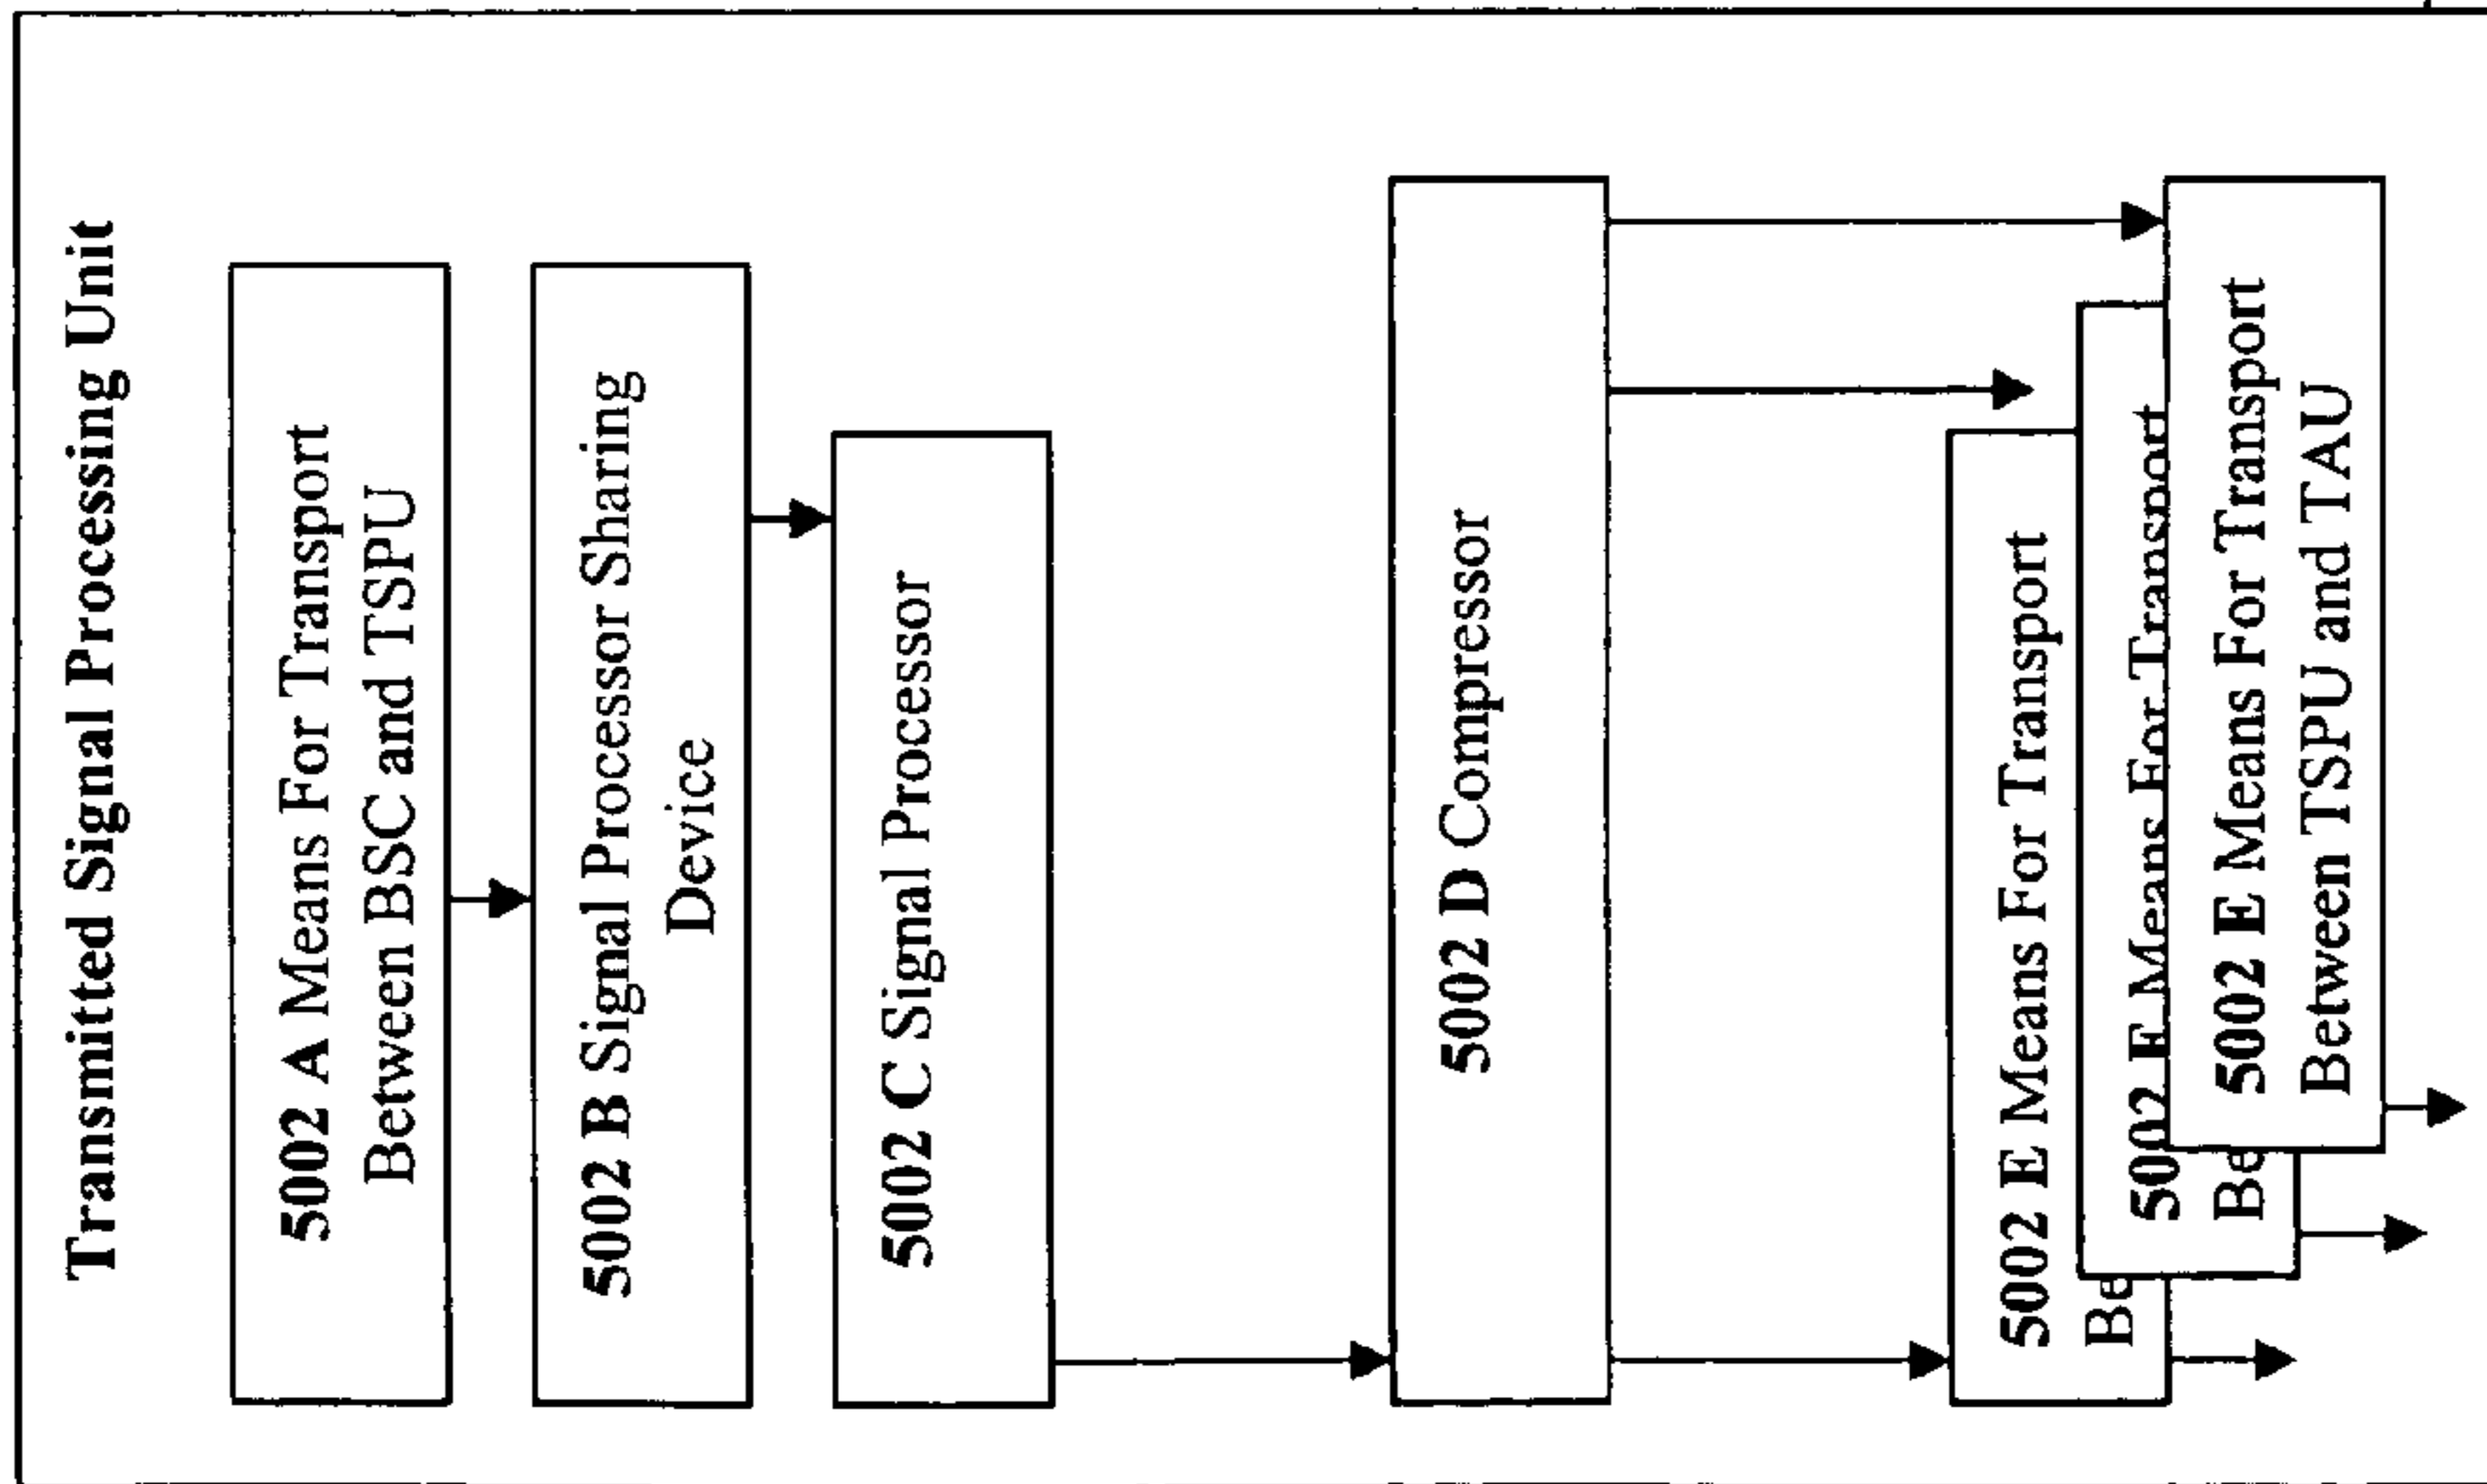 Transmitted Signal Processing Unit
5002 A Means For Transport
Between BSC and TSPU
5002 B Signal Processor Sharing
Device
5002 C Signal Processor
5002 D Compressor
5002 E Means For Transport
Be
5002 E Means For Transport
Be
5002 E Means For Transport
Between TSPU and TAU